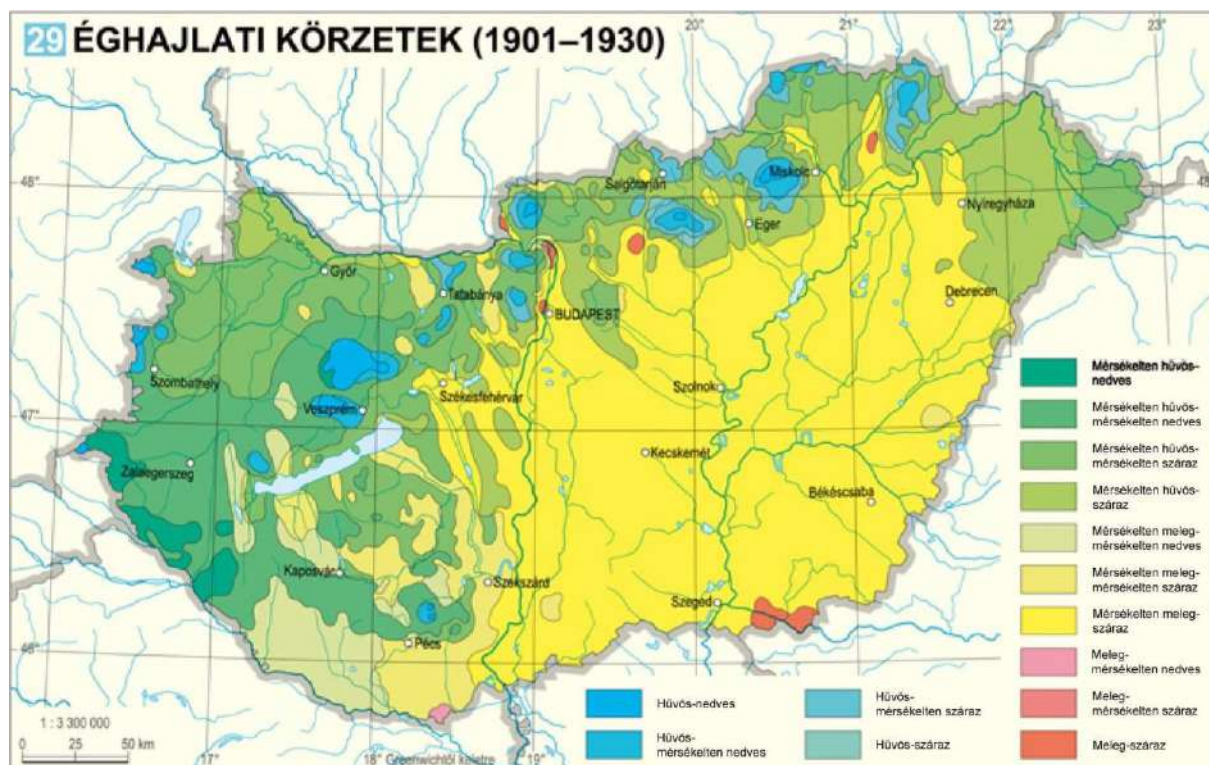 29 ÉGHAJLATI KÖRZETEK (1901–1930)
20° 21° 22° 23°
48°
Salgótarján
Miskolc
Nyíregyháza
Eger
Győr
Tatabánya
BUDAPEST
Debrecen
Szombathely
Székesfehérvár
Szolnok
Veszprém
47°
Kecskemét
Zalaegerszeg
Békéscsaba
Kaposvár
Szekszárd
Szeged
Pécs
46°
Mérsékelten hűvös-
nedves
Mérsékelten hűvös-
mérsékelten nedves
Mérsékelten hűvös-
mérsékelten száraz
Mérsékelten hűvös-
száraz
Mérsékelten meleg-
mérsékelten nedves
Mérsékelten meleg-
mérsékelten száraz
Mérsékelten meleg-
száraz
Meleg-
mérsékelten nedves
Meleg-
mérsékelten száraz
Meleg-száraz
Hűvös-nedves
Hűvös-
mérsékelten nedves
Hűvös-
mérsékelten száraz
Hűvös-száraz
1 : 3 300 000
0 25 50 km
17° 18° Greenwichtől keletre 19°